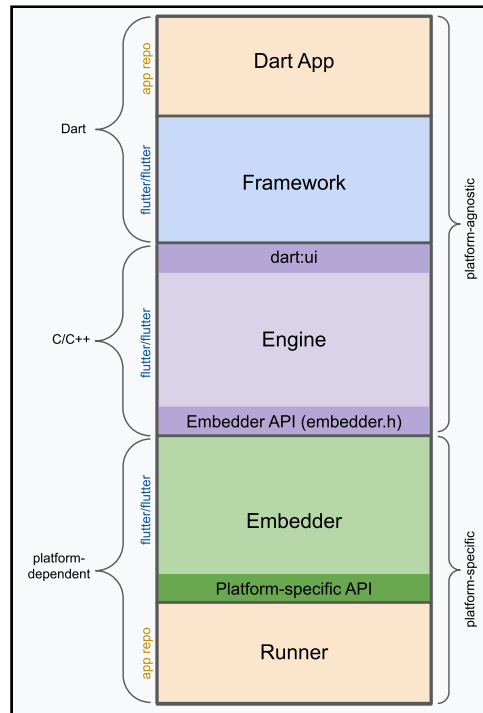 Dart App
app repo
Dart
Framework
flutter/flutter
platform-agnostic
dart:ui
Engine
C/C++
flutter/flutter
Embedder API (embedder.h)
Embedder
flutter/flutter
platform-
dependent
Platform-specific API
platform-specific
Runner
app repo